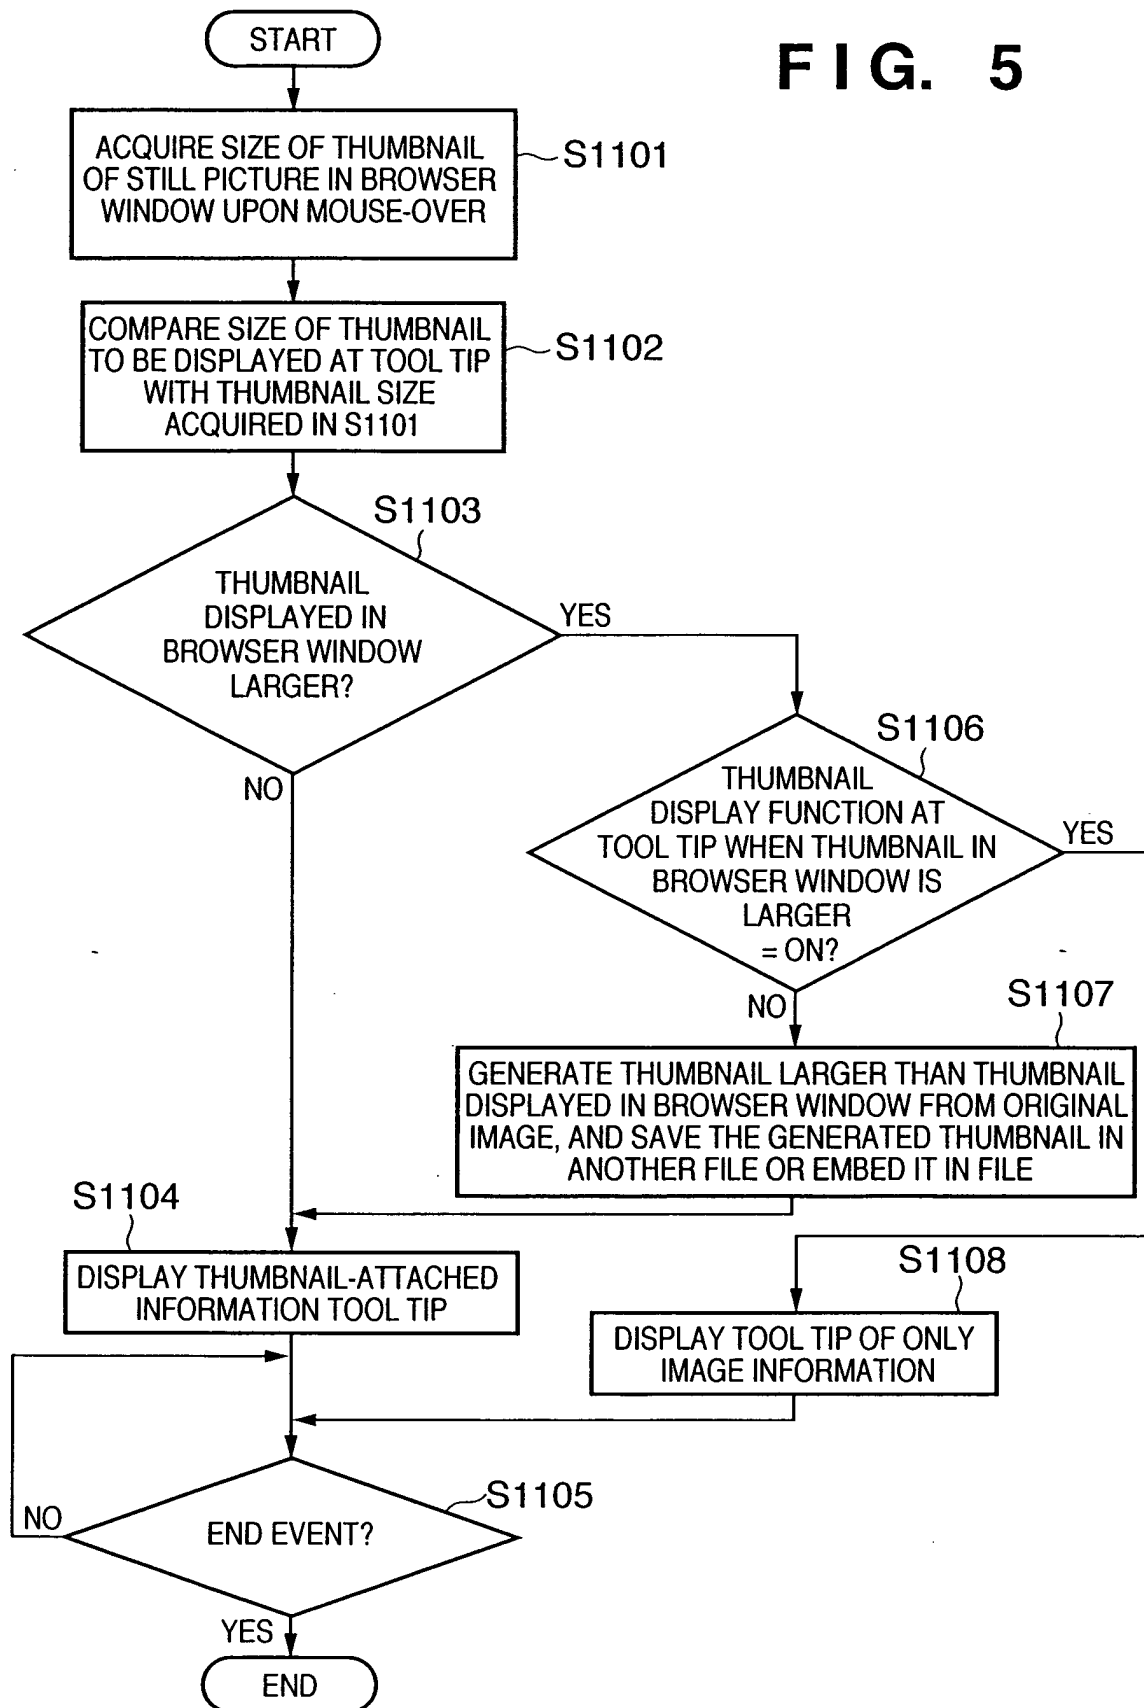 START
FIG. 5
ACQUIRE SIZE OF THUMBNAIL
OF STILL PICTURE IN BROWSER
WINDOW UPON MOUSE-OVER
S1101
COMPARE SIZE OF THUMBNAIL
TO BE DISPLAYED AT TOOL TIP
WITH THUMBNAIL SIZE
ACQUIRED IN S1101
S1102
S1103
THUMBNAIL
DISPLAYED IN
BROWSER WINDOW
LARGER?
YES
NO
S1106
THUMBNAIL
DISPLAY FUNCTION AT
TOOL TIP WHEN THUMBNAIL IN
BROWSER WINDOW IS
LARGER
= ON?
YES
NO
S1107
GENERATE THUMBNAIL LARGER THAN THUMBNAIL
DISPLAYED IN BROWSER WINDOW FROM ORIGINAL
IMAGE, AND SAVE THE GENERATED THUMBNAIL IN
ANOTHER FILE OR EMBED IT IN FILE
S1104
DISPLAY THUMBNAIL-ATTACHED
INFORMATION TOOL TIP
S1108
DISPLAY TOOL TIP OF ONLY
IMAGE INFORMATION
S1105
END EVENT?
NO
YES
END